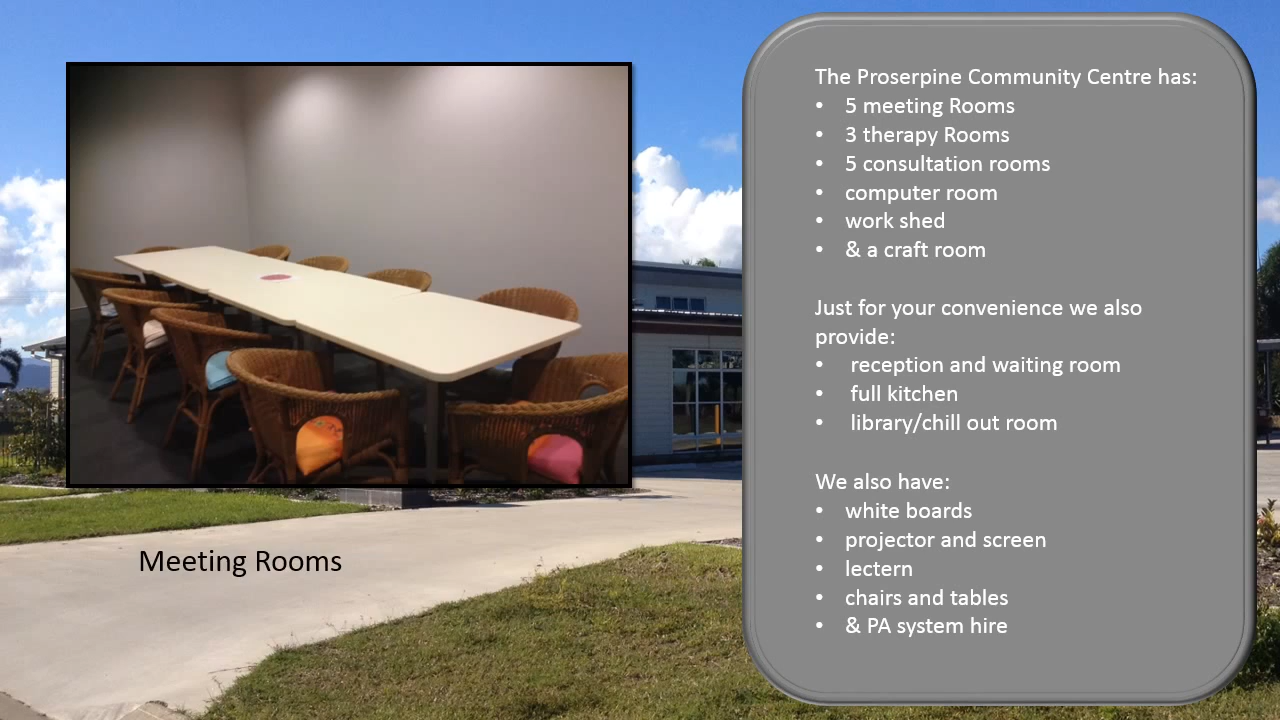 The Proserpine Community Centre has:
• 5 meeting Rooms
• 3 therapy Rooms
• 5 consultation rooms
• computer room
• work shed
• & a craft room
Just for your convenience we also
provide:
• reception and waiting room
• full kitchen
• library/chill out room
We also have:
• white boards
• projector and screen
• lectern
• chairs and tables
• & PA system hire
Meeting Rooms